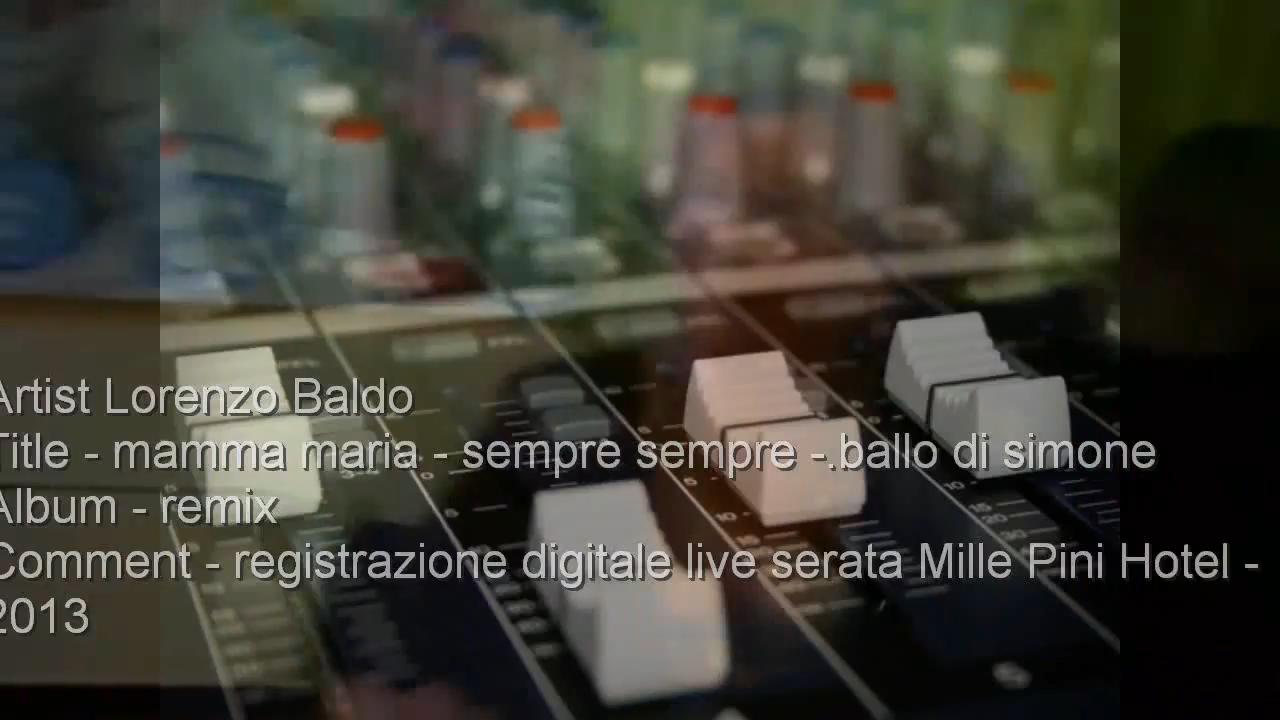 Artist Lorenzo Baldo
Title - mamma maria - sempre sempre -.ballo di simone
Album - remix
Comment - registrazione digitale live serata Mille Pini Hotel -
2013